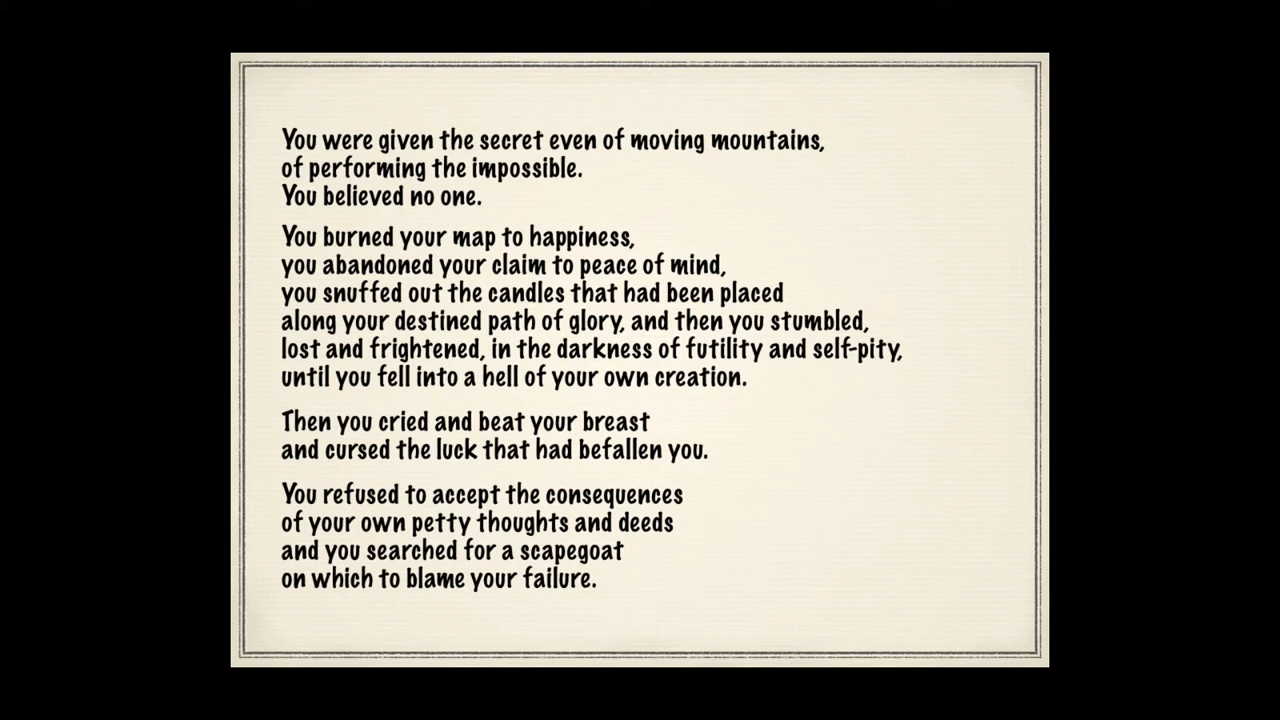 You were given the secret even of moving mountains,
of performing the impossible.
You believed no one.
You burned your map to happiness,
you abandoned your claim to peace of mind,
you snuffed out the candles that had been placed
along your destined path of glory, and then you stumbled,
lost and frightened, in the darkness of futility and self-pity,
until you fell into a hell of your own creation.
Then you cried and beat your breast
and cursed the luck that had befallen you.
You refused to accept the consequences
of your own petty thoughts and deeds
and you searched for a scapegoat
on which to blame your failure.